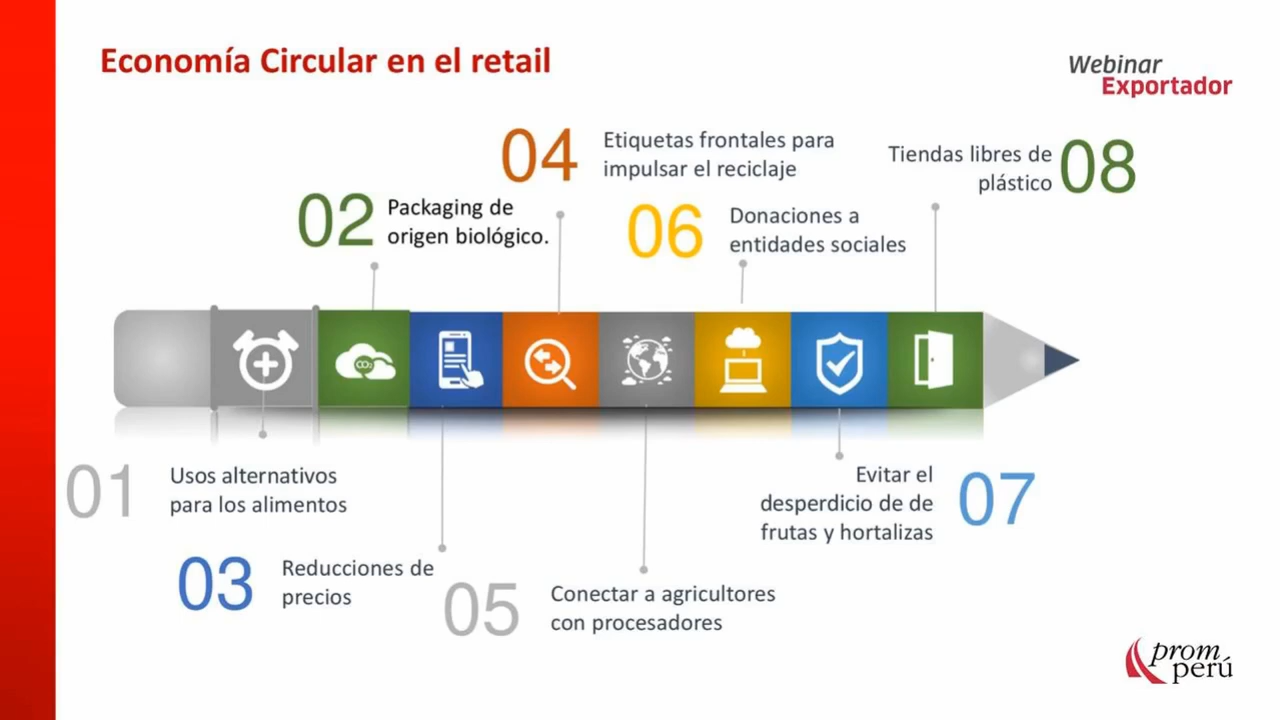 Economía Circular en el retail
Webinar
Exportador
04
Etiquetas frontales para
impulsar el reciclaje
Tiendas libres de
plástico
08
02
Packaging de
origen biológico.
06
Donaciones a
entidades sociales
CO2
01
Usos alternativos
para los alimentos
Evitar el
desperdicio de de
frutas y hortalizas
07
03
Reducciones de
precios
05
Conectar a agricultores
con procesadores
prom
perú